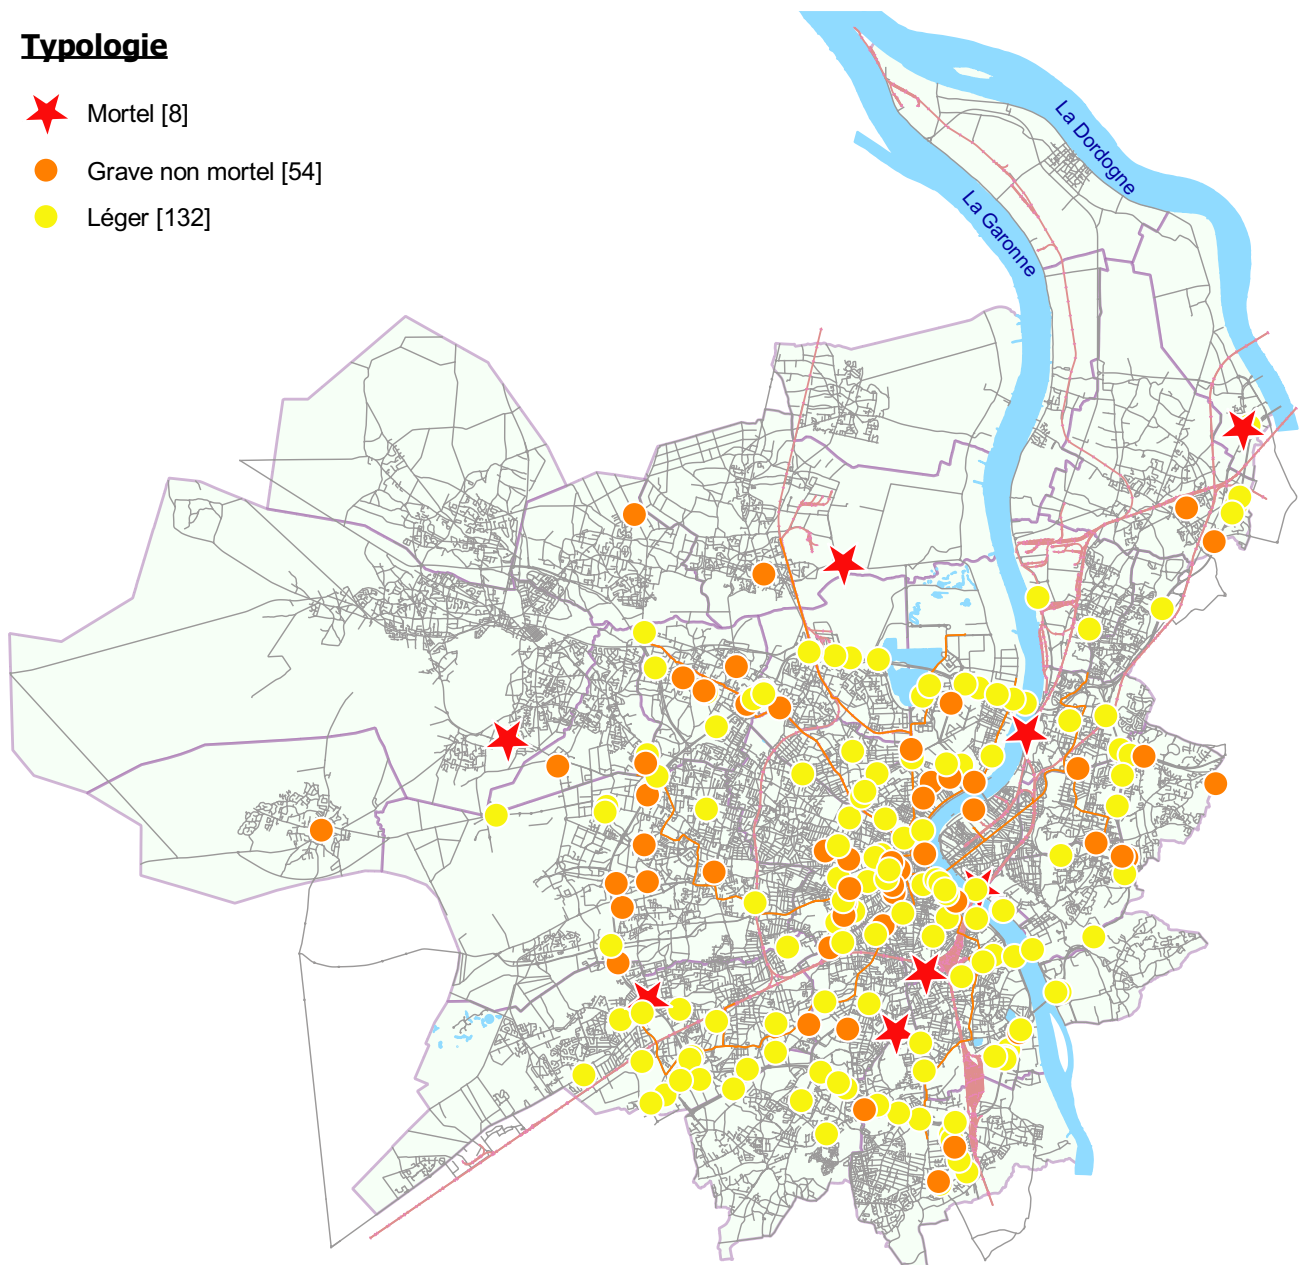 Typologie
Mortel [8]
Grave non mortel [54]
Léger [132]
La Dordogne
La Garonne